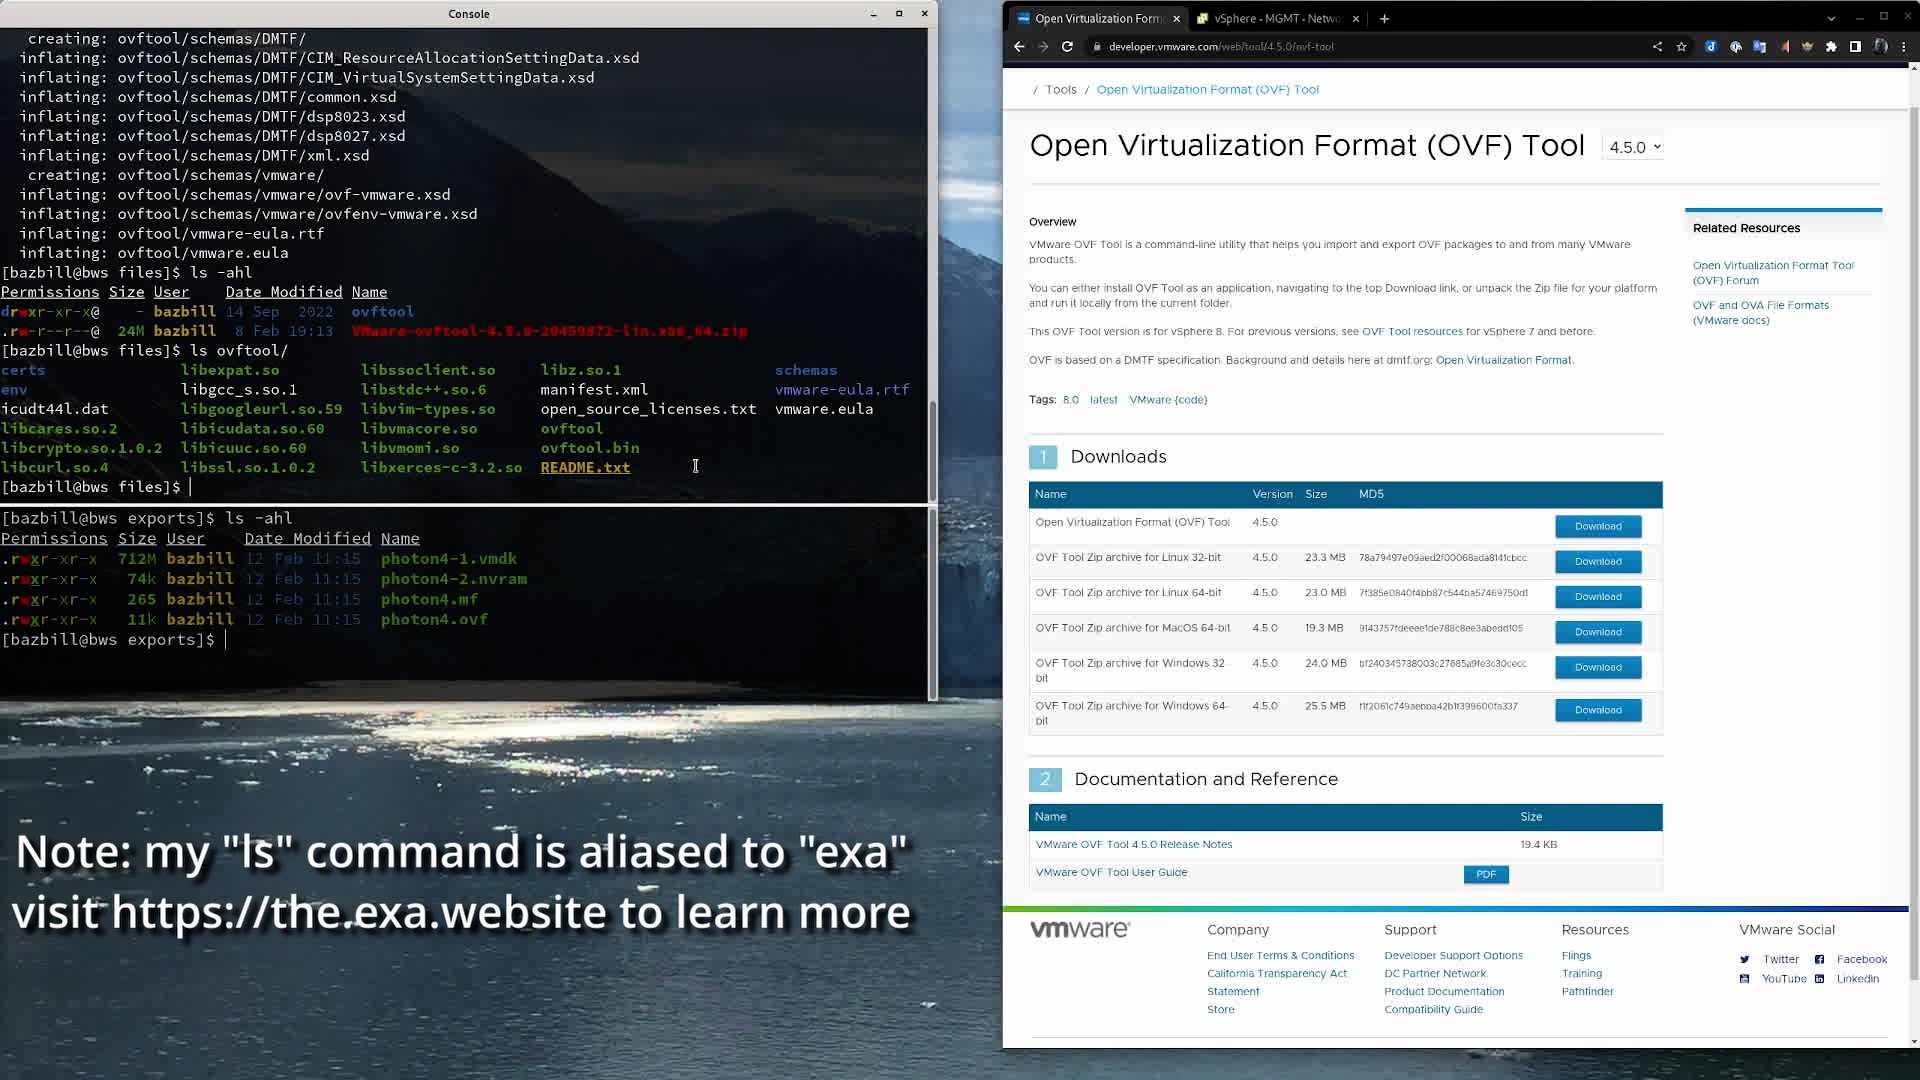 Console
creating: ovftool/schemas/DMTF/
inflating: ovftool/schemas/DMTF/CIM_ResourceAllocationSettingData.xsd
inflating: ovftool/schemas/DMTF/CIM_VirtualSystemSettingData.xsd
inflating: ovftool/schemas/DMTF/common.xsd
inflating: ovftool/schemas/DMTF/dsp8023.xsd
inflating: ovftool/schemas/DMTF/dsp8027.xsd
inflating: ovftool/schemas/DMTF/xml.xsd
creating: ovftool/schemas/vmware/
inflating: ovftool/schemas/vmware/ovf-vmware.xsd
inflating: ovftool/schemas/vmware/ovfenv-vmware.xsd
inflating: ovftool/vmware-eula.rtf
inflating: ovftool/vmware.eula
[bazbill@bws files]$ ls -ahl
Permissions Size User Date Modified Name
drwxr-xr-x@ - bazbill 14 Sep 2022 ovftool
.rw-r--r--@ 24M bazbill 8 Feb 19:13 VMware-ovftool-4.5.0-20459872-lin.x86_64.zip
[bazbill@bws files]$ ls ovftool/
certs libexpat.so libssoclient.so libz.so.1 schemas
env libgcc_s.so.1 libstdc++.so.6 manifest.xml vmware-eula.rtf
icudt44l.dat libgoogleurl.so.59 libvim-types.so open_source_licenses.txt vmware.eula
libcares.so.2 libicudata.so.60 libvmacore.so ovftool
libcrypto.so.1.0.2 libicuuc.so.60 libvmomi.so ovftool.bin
libcurl.so.4 libssl.so.1.0.2 libxerces-c-3.2.so README.txt
[bazbill@bws files]$
[bazbill@bws exports]$ ls -ahl
Permissions Size User Date Modified Name
.rwxr-xr-x 712M bazbill 12 Feb 11:15 photon4-1.vmdk
.rwxr-xr-x 74k bazbill 12 Feb 11:15 photon4-2.nvram
.rwxr-xr-x 265 bazbill 12 Feb 11:15 photon4.mf
.rwxr-xr-x 11k bazbill 12 Feb 11:15 photon4.ovf
[bazbill@bws exports]$
Note: my "ls" command is aliased to "exa"
visit https://the.exa.website to learn more
Open Virtualization Form
vSphere - MGMT - Netwo
developer.vmware.com/web/tool/4.5.0/ovf-tool
/ Tools / Open Virtualization Format (OVF) Tool
Open Virtualization Format (OVF) Tool 4.5.0
Overview
VMware OVF Tool is a command-line utility that helps you import and export OVF packages to and from many VMware
products.
You can either install OVF Tool as an application, navigating to the top Download link, or unpack the Zip file for your platform
and run it locally from the current folder.
This OVF Tool version is for vSphere 8. For previous versions, see OVF Tool resources for vSphere 7 and before.
OVF is based on a DMTF specification. Background and details here at dmtf.org: Open Virtualization Format.
Tags: 8.0 latest VMware {code}
Related Resources
Open Virtualization Format Tool
(OVF) Forum
OVF and OVA File Formats
(VMware docs)
1 Downloads
Name Version Size MD5
Open Virtualization Format (OVF) Tool 4.5.0 Download
OVF Tool Zip archive for Linux 32-bit 4.5.0 23.3 MB Download
OVF Tool Zip archive for Linux 64-bit 4.5.0 23.0 MB Download
OVF Tool Zip archive for MacOS 64-bit 4.5.0 19.3 MB Download
OVF Tool Zip archive for Windows 32-
bit 4.5.0 24.0 MB Download
OVF Tool Zip archive for Windows 64-
bit 4.5.0 25.5 MB Download
2 Documentation and Reference
Name Size
VMware OVF Tool 4.5.0 Release Notes 19.4 KB
VMware OVF Tool User Guide PDF
vmware
Company
End User Terms & Conditions
California Transparency Act
Statement
Store
Support
Developer Support Options
DC Partner Network
Product Documentation
Compatibility Guide
Resources
Flings
Training
Pathfinder
VMware Social
Twitter Facebook
YouTube LinkedIn